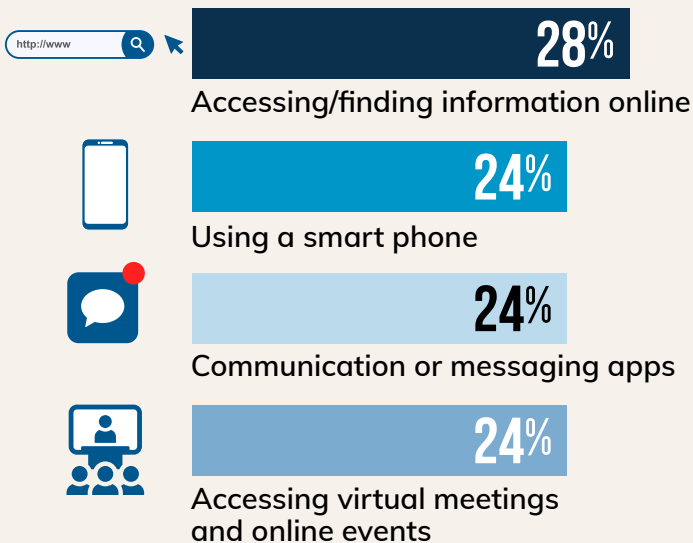 http://www
28%
Accessing/finding information online
24%
Using a smart phone
24%
Communication or messaging apps
24%
Accessing virtual meetings
and online events